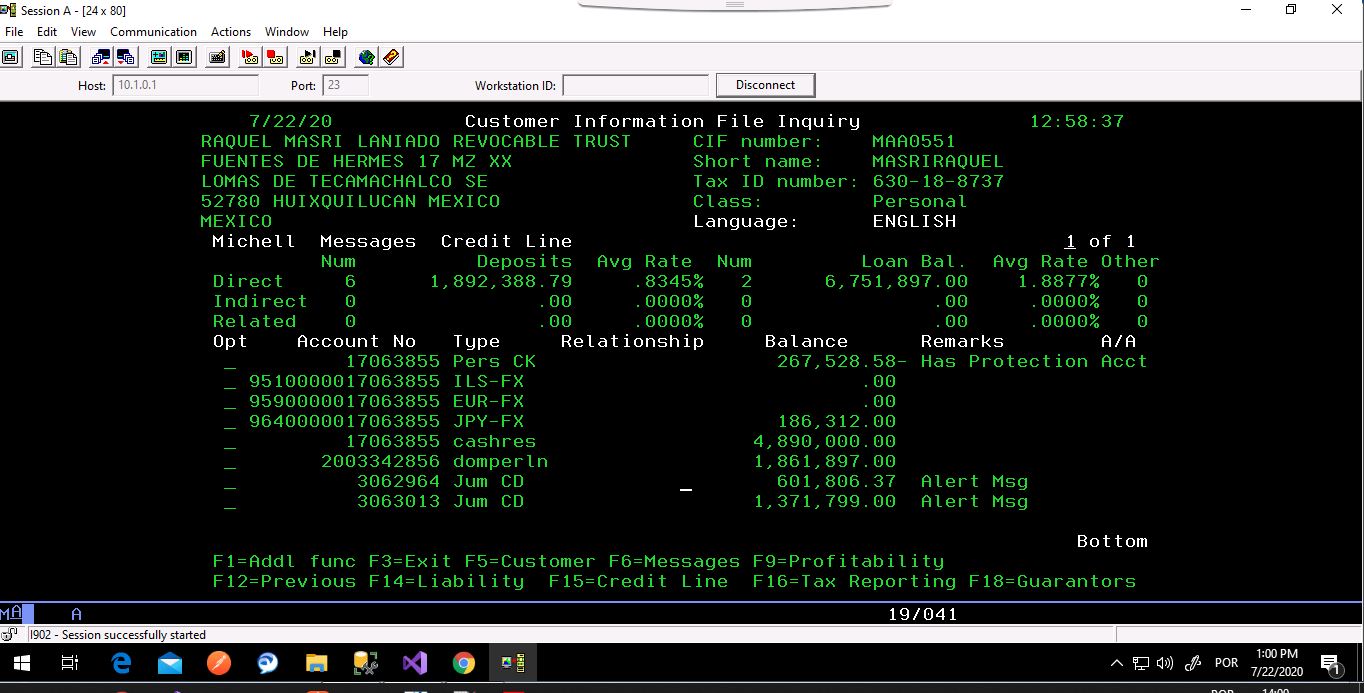 Session A - [24 x 80]
File Edit View Communication Actions Window Help
Host: 10.1.0.1 Port: 23 Workstation ID: Disconnect
7/22/20 Customer Information File Inquiry 12:58:37
RAQUEL MASRI LANIADO REVOCABLE TRUST CIF number: MAA0551
FUENTES DE HERMES 17 MZ XX Short name: MASRIRAQUEL
LOMAS DE TECAMACHALCO SE Tax ID number: 630-18-8737
52780 HUIXQUILUCAN MEXICO Class: Personal
MEXICO Language: ENGLISH
Michell Messages Credit Line 1 of 1
Num Deposits Avg Rate Num Loan Bal. Avg Rate Other
Direct 6 1,892,388.79 .8345% 2 6,751,897.00 1.8877% 0
Indirect 0 .00 .0000% 0 .00 .0000% 0
Related 0 .00 .0000% 0 .00 .0000% 0
Opt Account No Type Relationship Balance Remarks A/A
_ 17063855 Pers CK 267,528.58- Has Protection Acct
_ 9510000017063855 ILS-FX .00
_ 9590000017063855 EUR-FX .00
_ 9640000017063855 JPY-FX 186,312.00
_ 17063855 cashres 4,890,000.00
_ 2003342856 domperln 1,861,897.00
_ 3062964 Jum CD _ 601,806.37 Alert Msg
_ 3063013 Jum CD 1,371,799.00 Alert Msg
Bottom
F1=Addl func F3=Exit F5=Customer F6=Messages F9=Profitability
F12=Previous F14=Liability F15=Credit Line F16=Tax Reporting F18=Guarantors
MA A 19/041
I902 - Session successfully started
POR 1:00 PM
7/22/2020 1
POR 14:00